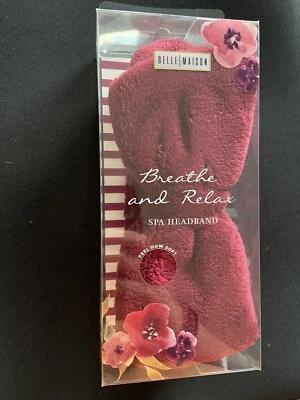 BELLE | MAISON
Breathe
and Relax
SPA HEADBAND
FEEL HOW SOFT